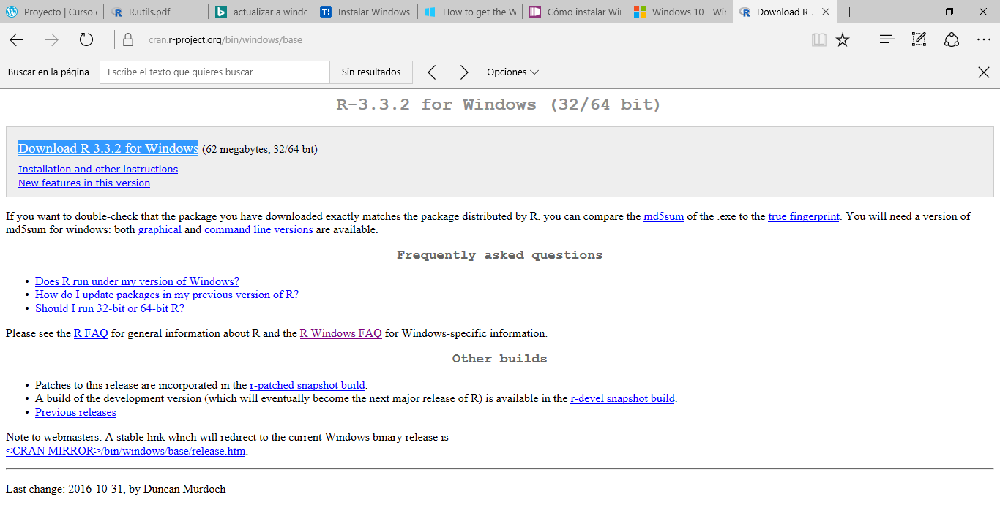 Proyecto | Curso
R.utils.pdf
actualizar a windo
Instalar Windows
How to get the W
Cómo instalar Wi
Windows 10 - Wir
Download R-3
cran.r-project.org/bin/windows/base
Buscar en la página
Escribe el texto que quieres buscar
Sin resultados
Opciones
R-3.3.2 for Windows (32/64 bit)
Download R 3.3.2 for Windows (62 megabytes, 32/64 bit)
Installation and other instructions
New features in this version
If you want to double-check that the package you have downloaded exactly matches the package distributed by R, you can compare the md5sum of the .exe to the true fingerprint. You will need a version of
md5sum for windows: both graphical and command line versions are available.
Frequently asked questions
• Does R run under my version of Windows?
• How do I update packages in my previous version of R?
• Should I run 32-bit or 64-bit R?
Please see the R FAQ for general information about R and the R Windows FAQ for Windows-specific information.
Other builds
• Patches to this release are incorporated in the r-patched snapshot build.
• A build of the development version (which will eventually become the next major release of R) is available in the r-devel snapshot build.
• Previous releases
Note to webmasters: A stable link which will redirect to the current Windows binary release is
<CRAN MIRROR>/bin/windows/base/release.htm.
Last change: 2016-10-31, by Duncan Murdoch